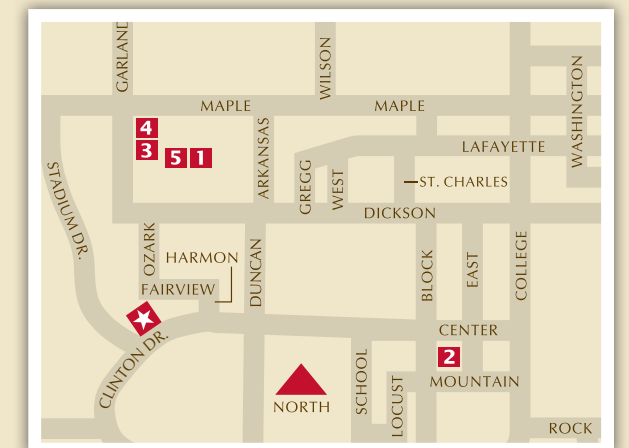 GARLAND
WILSON
WASHINGTON
MAPLE
MAPLE
4
3
5
1
ARKANSAS
LAFAYETTE
GREGG
WEST
ST. CHARLES
STADIUM DR.
DICKSON
OZARK
HARMON
DUNCAN
BLOCK
EAST
COLLEGE
FAIRVIEW
CLINTON DR.
CENTER
2
SCHOOL
LOCUST
MOUNTAIN
NORTH
ROCK